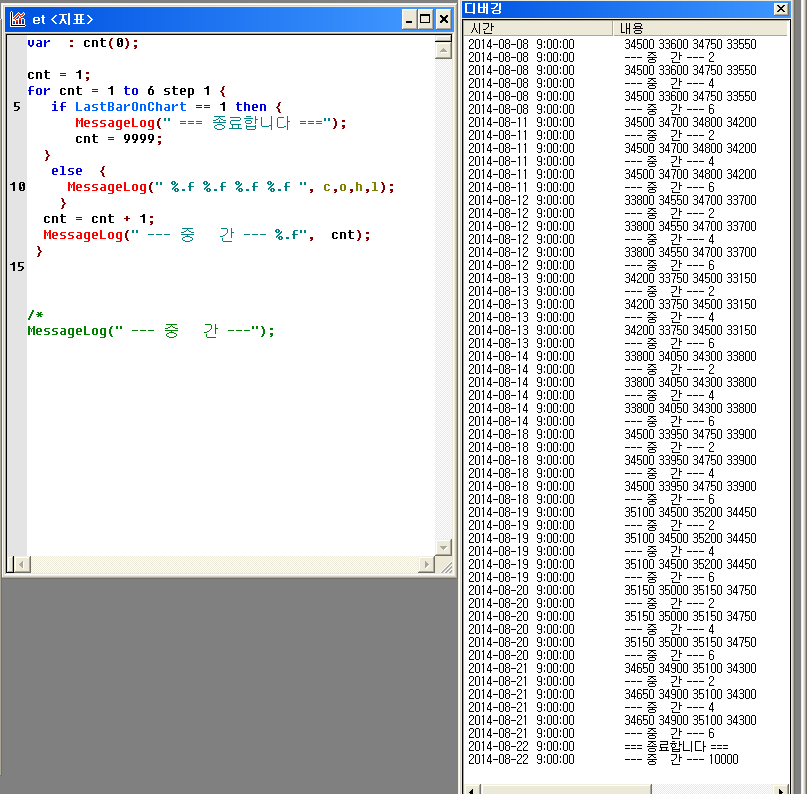 et <지표>
var : cnt(0);
cnt = 1;
for cnt = 1 to 6 step 1 {
5 if LastBarOnChart == 1 then {
MessageLog(" === 종료합니다 ===");
cnt = 9999;
}
else {
10 MessageLog(" %.f %.f %.f %.f ", c,o,h,l);
}
cnt = cnt + 1;
MessageLog(" --- 중 간 --- %.f", cnt);
}
15
/*
MessageLog(" --- 중 간 ---");
디버깅
시간 내용
2014-08-08 9:00:00 34500 33600 34750 33550
2014-08-08 9:00:00 --- 중 간 --- 2
2014-08-08 9:00:00 34500 33600 34750 33550
2014-08-08 9:00:00 --- 중 간 --- 4
2014-08-08 9:00:00 34500 33600 34750 33550
2014-08-08 9:00:00 --- 중 간 --- 6
2014-08-11 9:00:00 34500 34700 34800 34200
2014-08-11 9:00:00 --- 중 간 --- 2
2014-08-11 9:00:00 34500 34700 34800 34200
2014-08-11 9:00:00 --- 중 간 --- 4
2014-08-11 9:00:00 34500 34700 34800 34200
2014-08-11 9:00:00 --- 중 간 --- 6
2014-08-12 9:00:00 33800 34550 34700 33700
2014-08-12 9:00:00 --- 중 간 --- 2
2014-08-12 9:00:00 33800 34550 34700 33700
2014-08-12 9:00:00 --- 중 간 --- 4
2014-08-12 9:00:00 33800 34550 34700 33700
2014-08-12 9:00:00 --- 중 간 --- 6
2014-08-13 9:00:00 34200 33750 34500 33150
2014-08-13 9:00:00 --- 중 간 --- 2
2014-08-13 9:00:00 34200 33750 34500 33150
2014-08-13 9:00:00 --- 중 간 --- 4
2014-08-13 9:00:00 34200 33750 34500 33150
2014-08-13 9:00:00 --- 중 간 --- 6
2014-08-14 9:00:00 33800 34050 34300 33800
2014-08-14 9:00:00 --- 중 간 --- 2
2014-08-14 9:00:00 33800 34050 34300 33800
2014-08-14 9:00:00 --- 중 간 --- 4
2014-08-14 9:00:00 33800 34050 34300 33800
2014-08-14 9:00:00 --- 중 간 --- 6
2014-08-18 9:00:00 34500 33950 34750 33900
2014-08-18 9:00:00 --- 중 간 --- 2
2014-08-18 9:00:00 34500 33950 34750 33900
2014-08-18 9:00:00 --- 중 간 --- 4
2014-08-18 9:00:00 34500 33950 34750 33900
2014-08-18 9:00:00 --- 중 간 --- 6
2014-08-19 9:00:00 35100 34500 35200 34450
2014-08-19 9:00:00 --- 중 간 --- 2
2014-08-19 9:00:00 35100 34500 35200 34450
2014-08-19 9:00:00 --- 중 간 --- 4
2014-08-19 9:00:00 35100 34500 35200 34450
2014-08-19 9:00:00 --- 중 간 --- 6
2014-08-20 9:00:00 35150 35000 35150 34750
2014-08-20 9:00:00 --- 중 간 --- 2
2014-08-20 9:00:00 35150 35000 35150 34750
2014-08-20 9:00:00 --- 중 간 --- 4
2014-08-20 9:00:00 35150 35000 35150 34750
2014-08-20 9:00:00 --- 중 간 --- 6
2014-08-21 9:00:00 34650 34900 35100 34300
2014-08-21 9:00:00 --- 중 간 --- 2
2014-08-21 9:00:00 34650 34900 35100 34300
2014-08-21 9:00:00 --- 중 간 --- 4
2014-08-21 9:00:00 34650 34900 35100 34300
2014-08-21 9:00:00 --- 중 간 --- 6
2014-08-22 9:00:00 === 종료합니다 ===
2014-08-22 9:00:00 --- 중 간 --- 10000